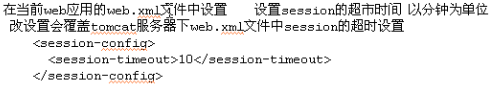 在当前web应用的web.xml文件中设置    设置session的超市时间 以分钟为单位
改设置会覆盖tomcat服务器下web.xml文件中session的超时设置
<session-config>
<session-timeout>10</session-timeout>
</session-config>